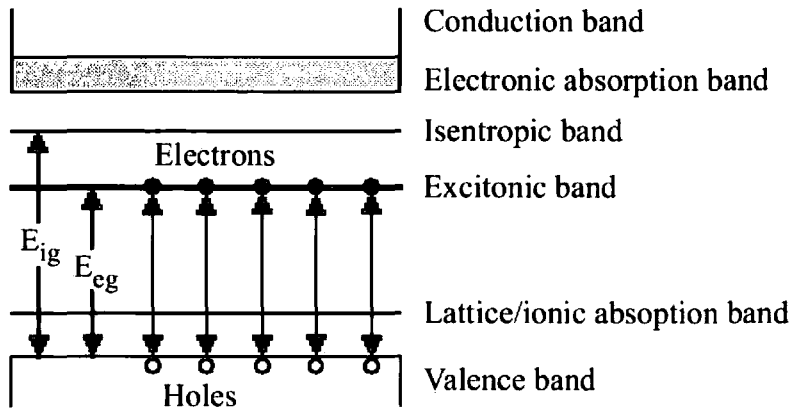 Conduction band
Electronic absorption band
Isentropic band
Electrons
Excitonic band
E_ig
E_eg
Lattice/ionic absoption band
Valence band
Holes